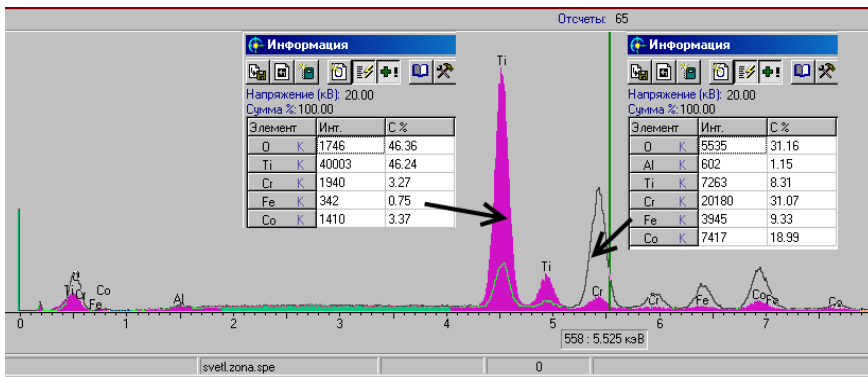 Отсчеты: 65
Информация
Напряжение (кВ): 20.00
Сумма %: 100.00
Элемент Инт. C %
O K 1746 46.36
Ti K 40003 46.24
Cr K 1940 3.27
Fe K 342 0.75
Co K 1410 3.37
Информация
Напряжение (кВ): 20.00
Сумма %: 100.00
Элемент Инт. C %
O K 5535 31.16
Al K 602 1.15
Ti K 7263 8.31
Cr K 20180 31.07
Fe K 3945 9.33
Co K 7417 18.99
Ti
Ti
Co
Fe
Al
Cr
Cr
Fe
Co
Fe
Co
0 1 2 3 4 5 6 7
558 : 5.525 кэВ
svetl.zona.spe 0